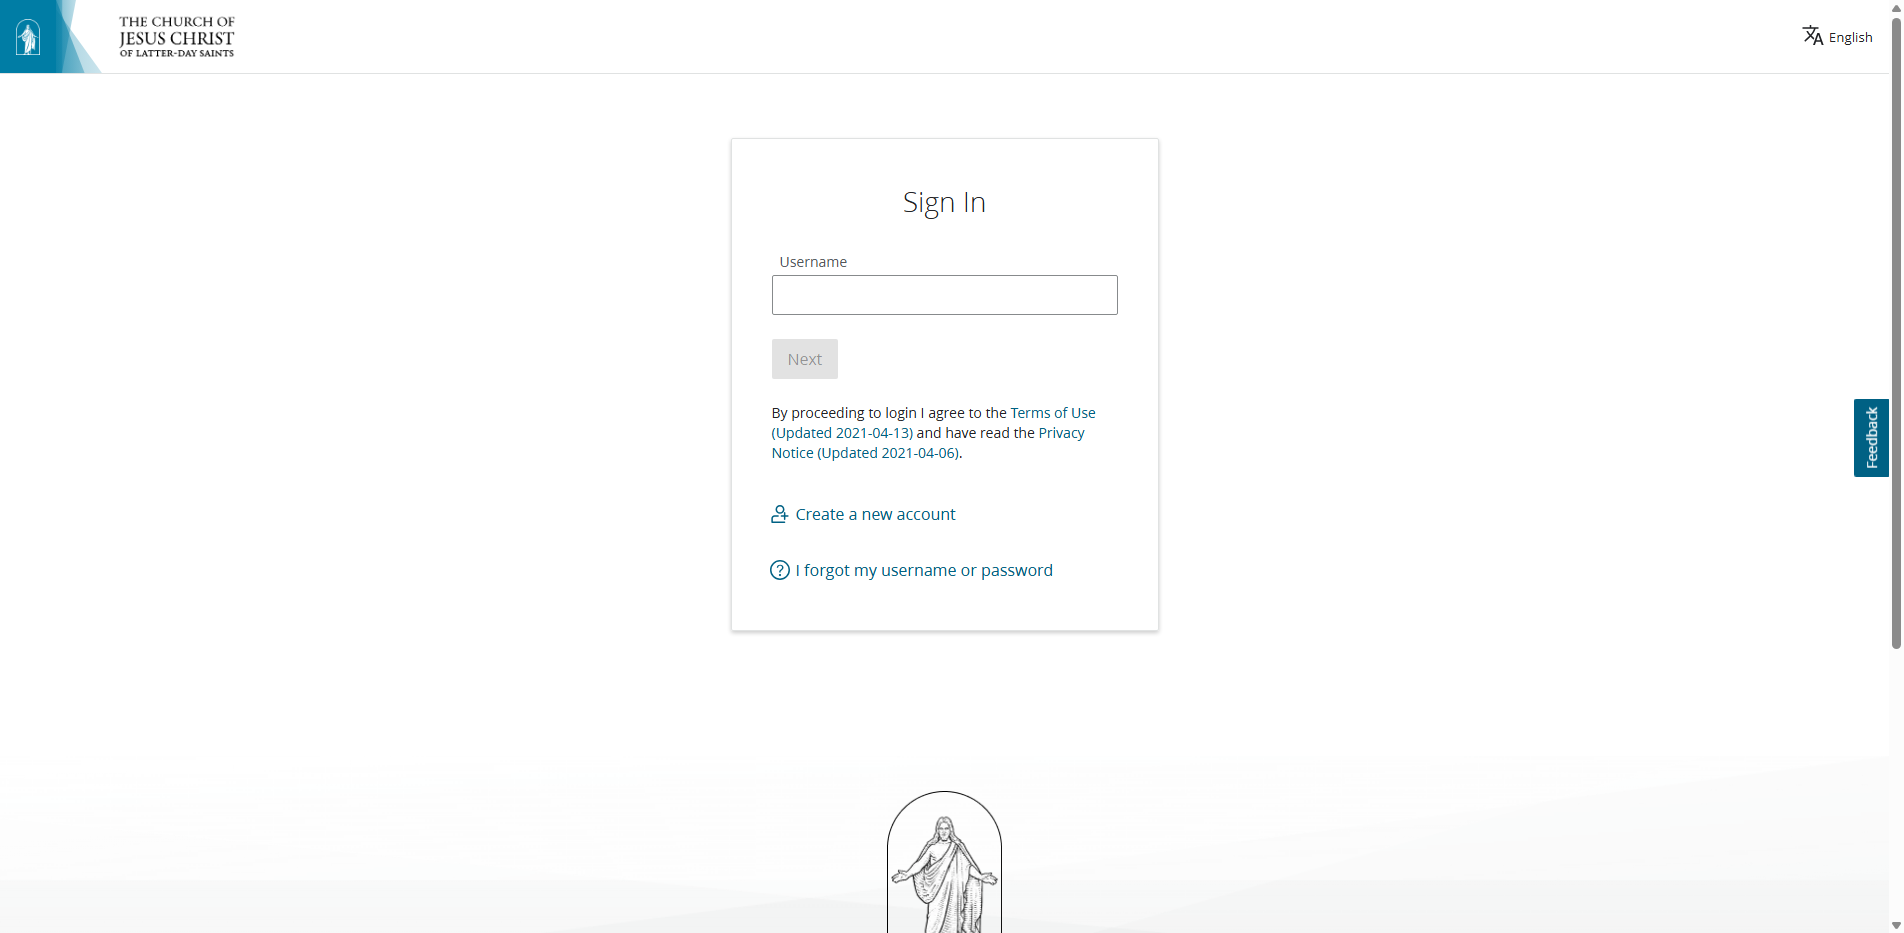 THE CHURCH OF
JESUS CHRIST
OF LATTER-DAY SAINTS
English
Sign In
Username
Next
By proceeding to login I agree to the Terms of Use
(Updated 2021-04-13) and have read the Privacy
Notice (Updated 2021-04-06).
Create a new account
I forgot my username or password
Feedback